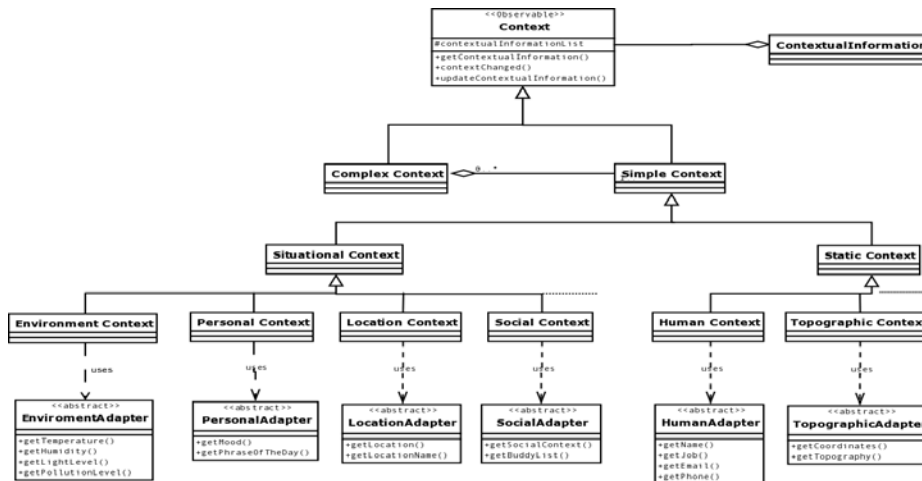 <<Observable>>
Context
#contextualInformationList
+getContextualInformation()
+contextChanged()
+updateContextualInformation()
ContextualInformation
Complex Context
0..*
Simple Context
Situational Context
Static Context
Environment Context
Personal Context
Location Context
Social Context
Human Context
Topographic Context
uses
uses
uses
uses
uses
uses
<<abstract>>
EnviromentAdapter
+getTemperature()
+getHumidity()
+getLightLevel()
+getPollutionLevel()
<<abstract>>
PersonalAdapter
+getMood()
+getPhraseOfTheDay()
<<abstract>>
LocationAdapter
+getLocation()
+getLocationName()
<<abstract>>
SocialAdapter
+getSocialContext()
+getBuddyList()
<<abstract>>
HumanAdapter
+getName()
+getJob()
+getEmail()
+getPhone()
<<abstract>>
TopographicAdapter
+getCoordinates()
+getTopography()